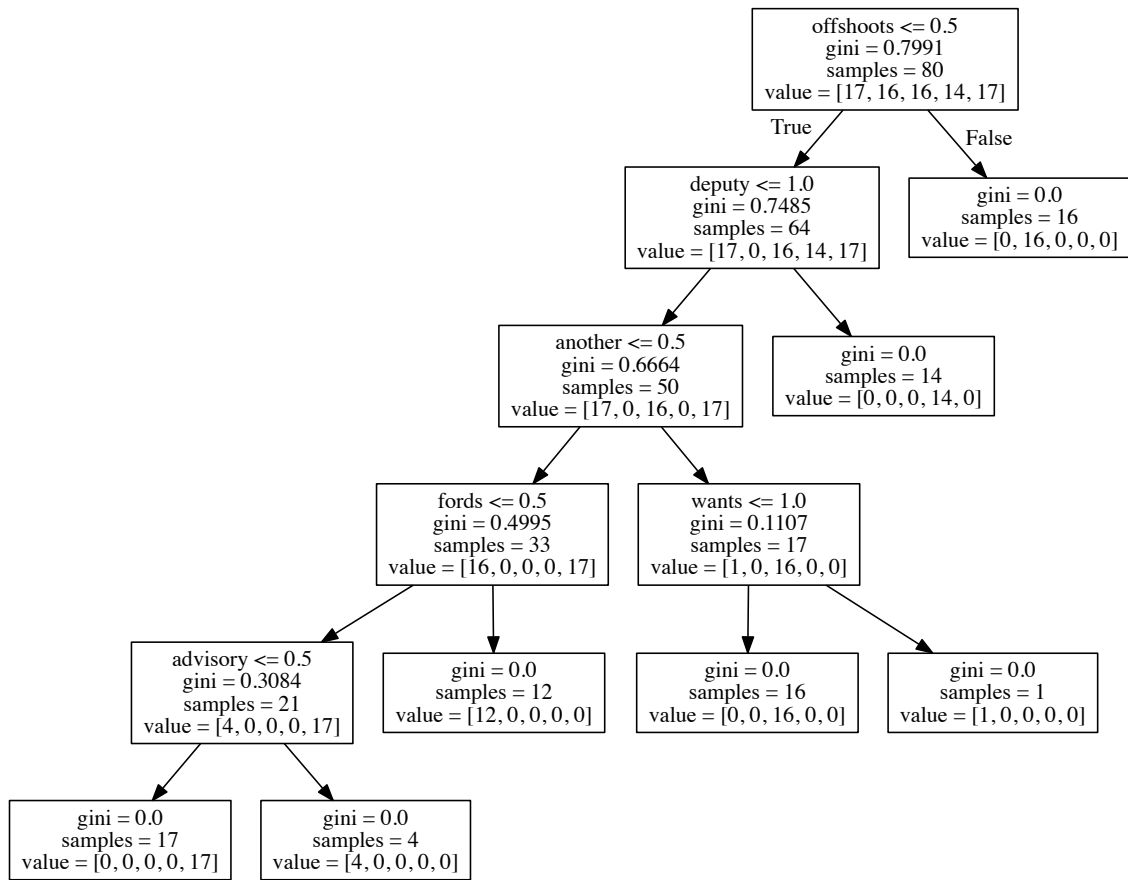 offshoots <= 0.5
gini = 0.7991
samples = 80
value = [17, 16, 16, 14, 17]
True
False
deputy <= 1.0
gini = 0.7485
samples = 64
value = [17, 0, 16, 14, 17]
gini = 0.0
samples = 16
value = [0, 16, 0, 0, 0]
another <= 0.5
gini = 0.6664
samples = 50
value = [17, 0, 16, 0, 17]
gini = 0.0
samples = 14
value = [0, 0, 0, 14, 0]
fords <= 0.5
gini = 0.4995
samples = 33
value = [16, 0, 0, 0, 17]
wants <= 1.0
gini = 0.1107
samples = 17
value = [1, 0, 16, 0, 0]
advisory <= 0.5
gini = 0.3084
samples = 21
value = [4, 0, 0, 0, 17]
gini = 0.0
samples = 12
value = [12, 0, 0, 0, 0]
gini = 0.0
samples = 16
value = [0, 0, 16, 0, 0]
gini = 0.0
samples = 1
value = [1, 0, 0, 0, 0]
gini = 0.0
samples = 17
value = [0, 0, 0, 0, 17]
gini = 0.0
samples = 4
value = [4, 0, 0, 0, 0]